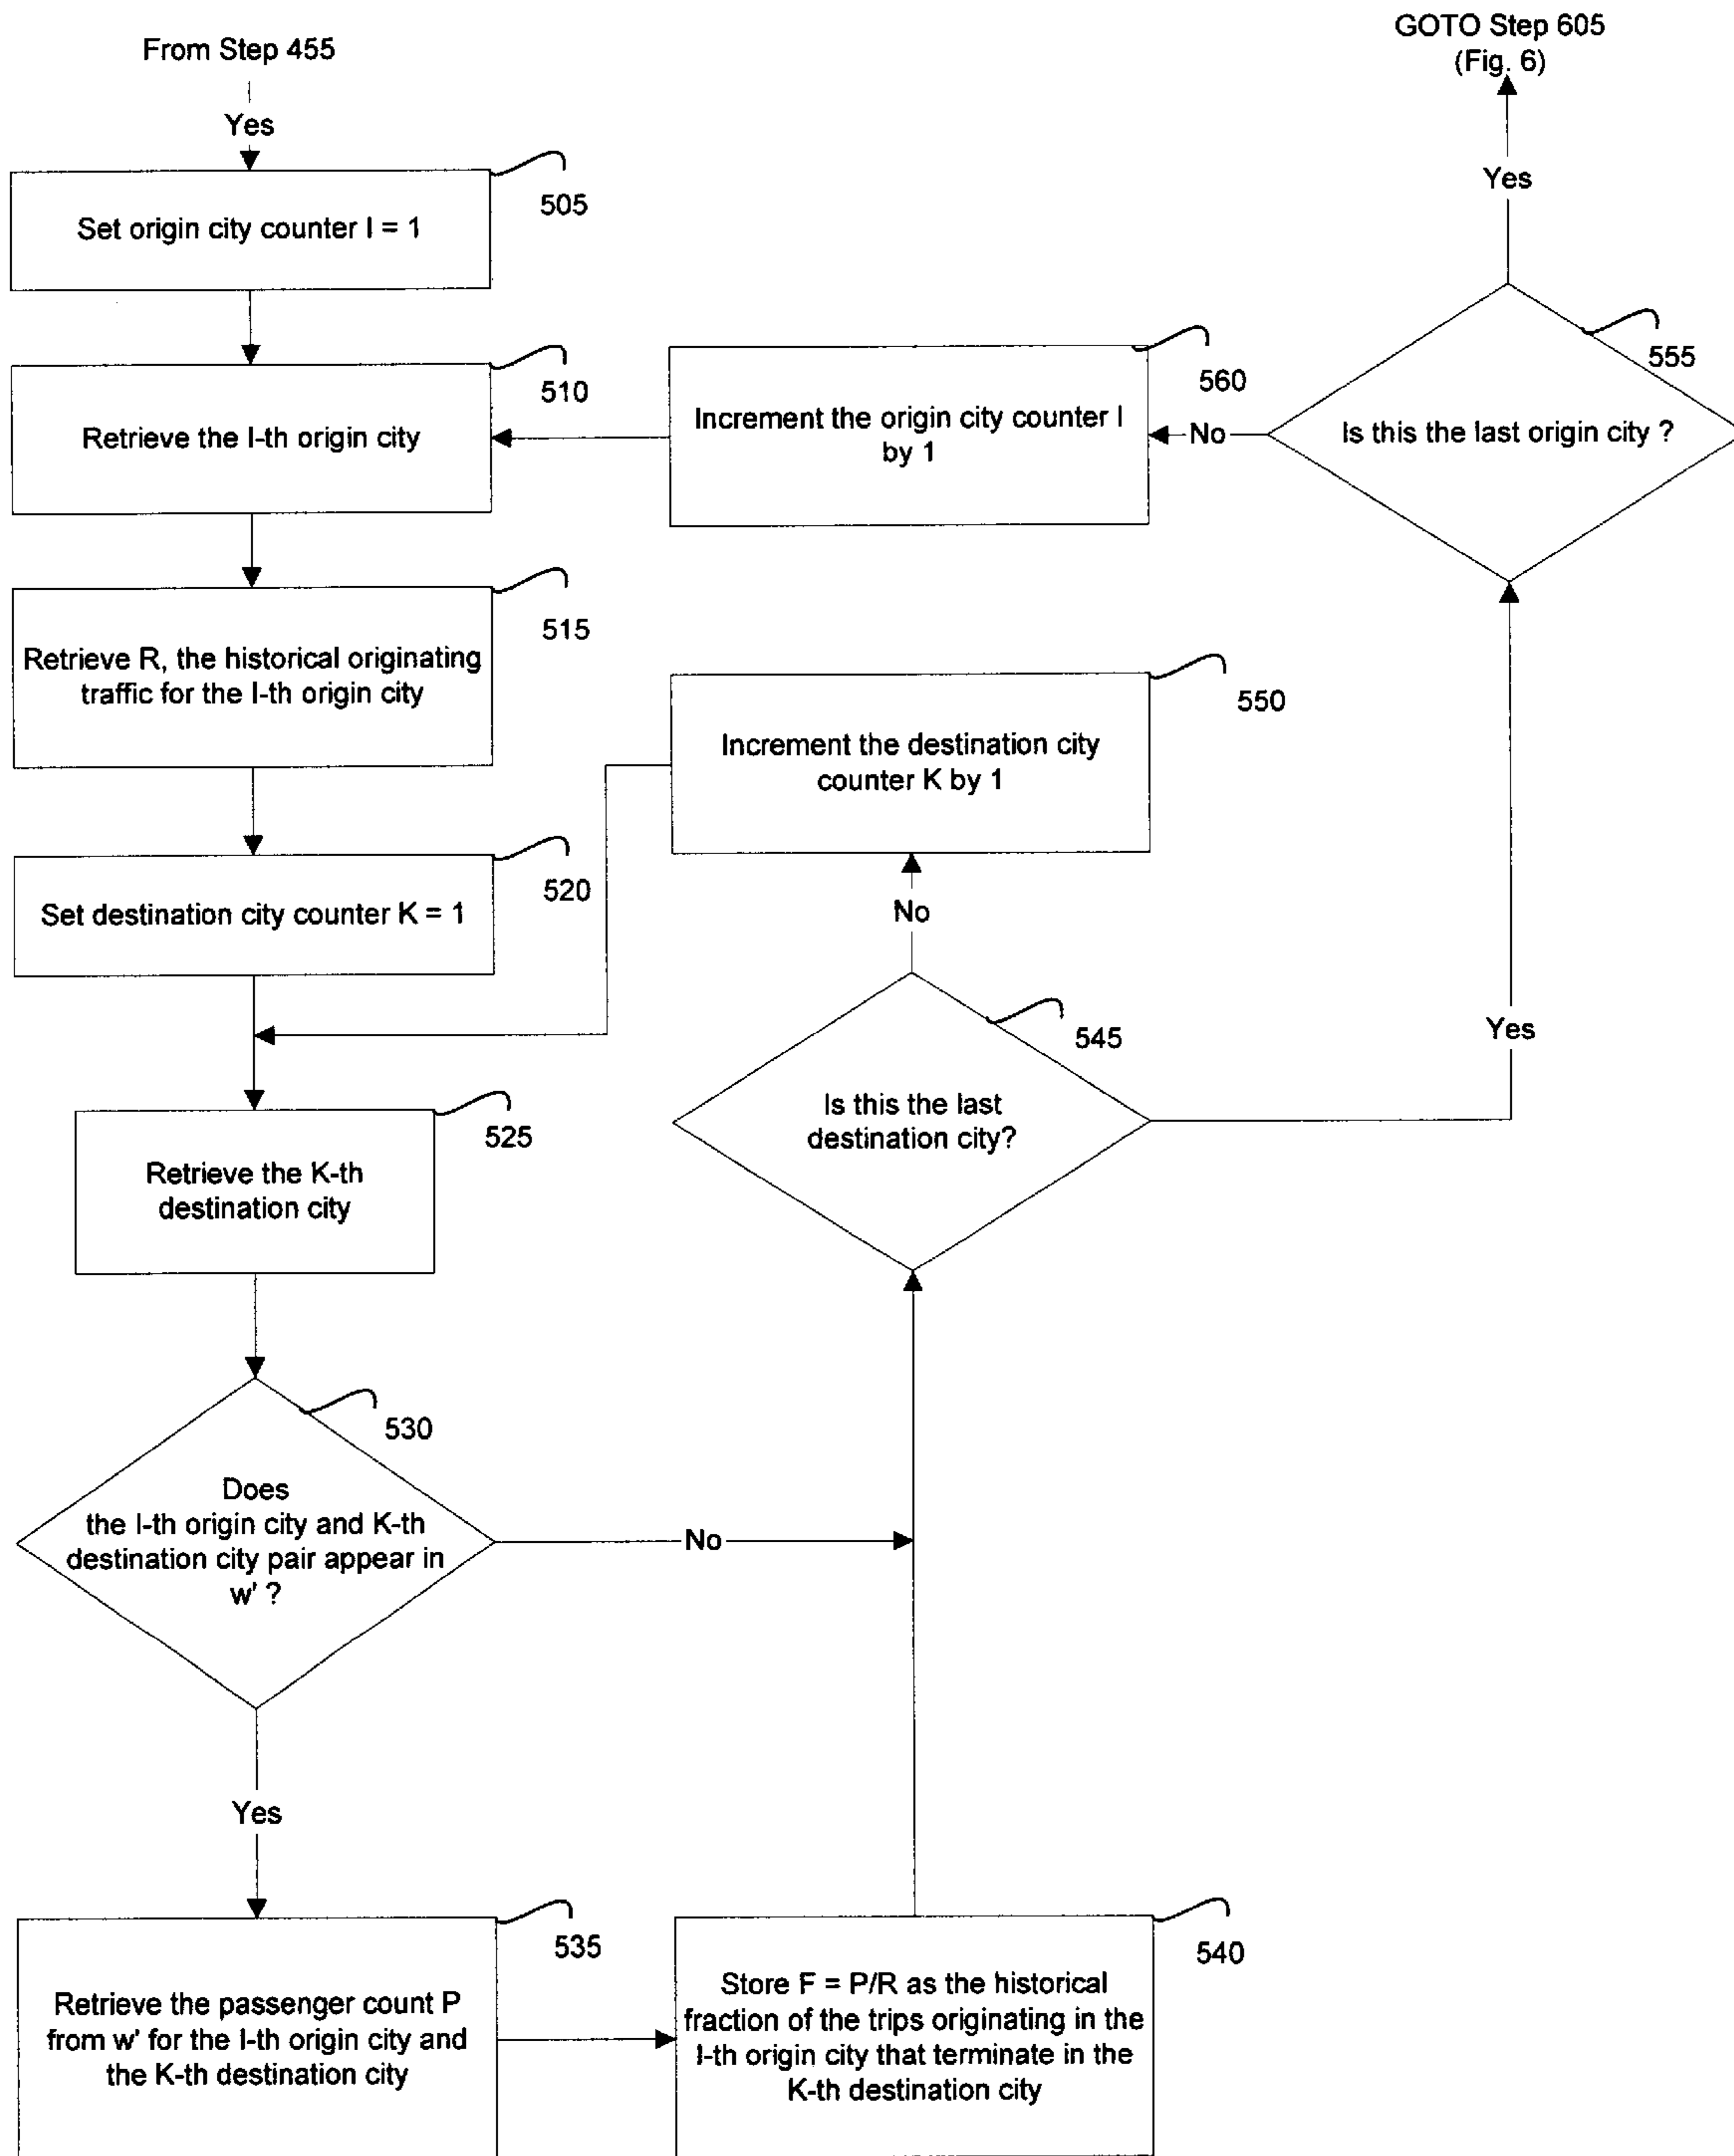 From Step 455
Yes
505
Set origin city counter I = 1
510
Retrieve the I-th origin city
515
Retrieve R, the historical originating
traffic for the I-th origin city
520
Set destination city counter K = 1
525
Retrieve the K-th
destination city
530
Does
the I-th origin city and K-th
destination city pair appear in
w' ?
No
Yes
535
Retrieve the passenger count P
from w' for the I-th origin city and
the K-th destination city
540
Store F = P/R as the historical
fraction of the trips originating in the
I-th origin city that terminate in the
K-th destination city
545
Is this the last
destination city?
No
550
Increment the destination city
counter K by 1
Yes
555
Is this the last origin city ?
No
560
Increment the origin city counter I
by 1
Yes
GOTO Step 605
(Fig. 6)